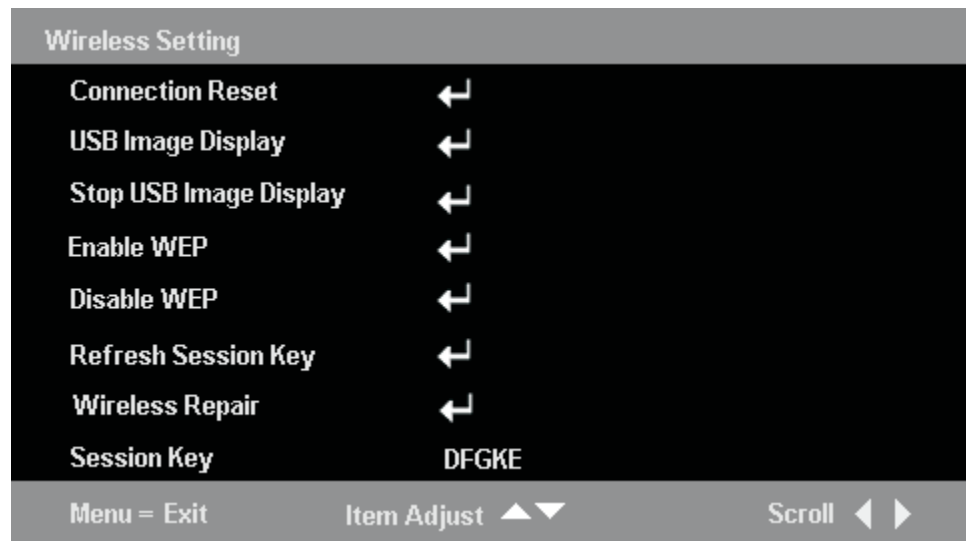 Wireless Setting
Connection Reset ↵
USB Image Display ↵
Stop USB Image Display ↵
Enable WEP ↵
Disable WEP ↵
Refresh Session Key ↵
Wireless Repair ↵
Session Key DFGKE
Menu = Exit Item Adjust ▲▼ Scroll ◀ ▶